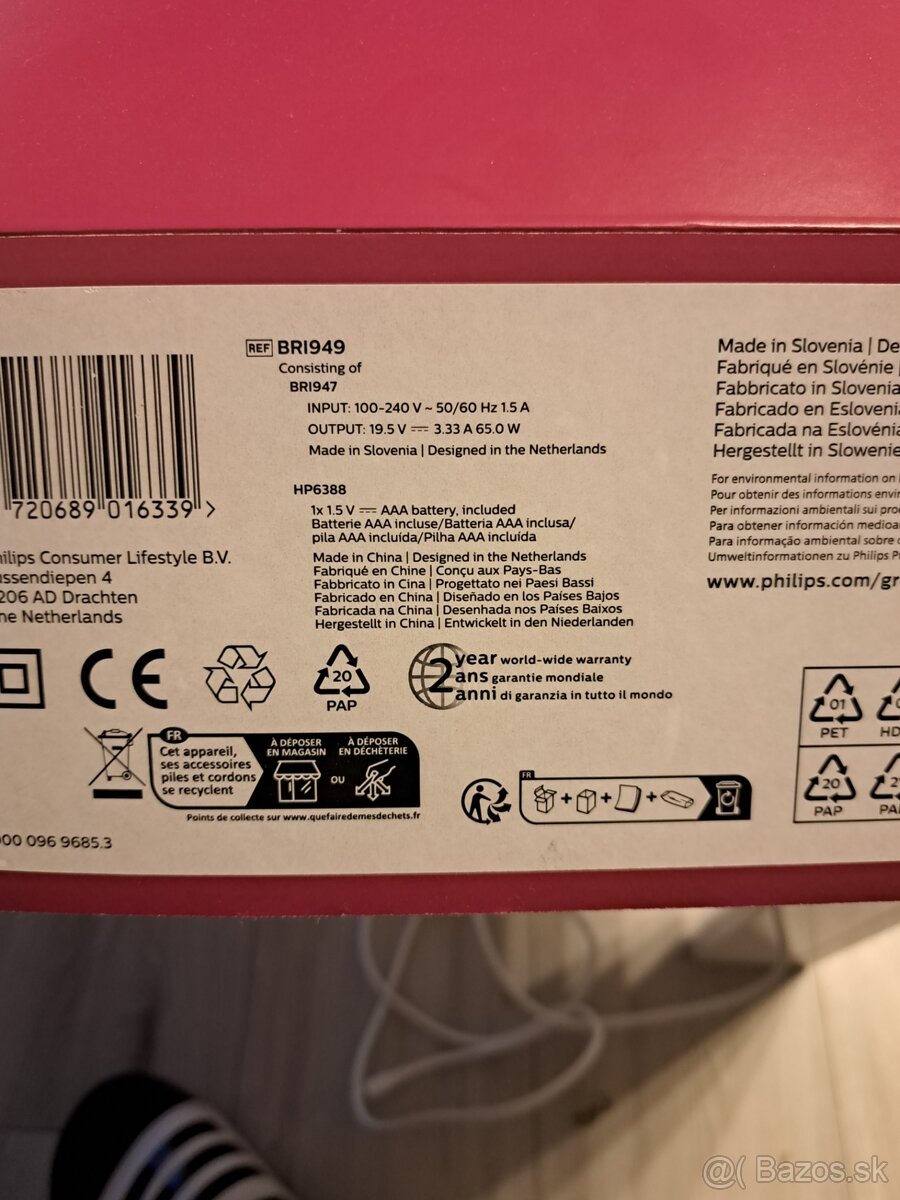 REF BRI949
Consisting of
BRI947
INPUT: 100-240 V ~ 50/60 Hz 1.5 A
OUTPUT: 19.5 V ⎓ 3.33 A 65.0 W
Made in Slovenia | Designed in the Netherlands
HP6388
1x 1.5 V ⎓ AAA battery, included
Batterie AAA incluse/Batteria AAA inclusa/
pila AAA incluída/Pilha AAA incluída
Made in China | Designed in the Netherlands
Fabriqué en Chine | Conçu aux Pays-Bas
Fabbricato in Cina | Progettato nei Paesi Bassi
Fabricado en China | Diseñado en los Países Bajos
Fabricada na China | Desenhada nos Países Baixos
Hergestellt in China | Entwickelt in den Niederlanden
720689 016339 >
hilips Consumer Lifestyle B.V.
ussendiepen 4
206 AD Drachten
he Netherlands
Made in Slovenia | De
Fabriqué en Slovénie |
Fabbricato in Slovenia
Fabricado en Esloveni
Fabricada na Eslovéni
Hergestellt in Slowenie
For environmental information on
Pour obtenir des informations envir
Per informazioni ambientali sui pro
Para obtener información medioa
Para informação ambiental sobre
Umweltinformationen zu Philips P
www.philips.com/gr
CE
20
PAP
2 year world-wide warranty
ans garantie mondiale
anni di garanzia in tutto il mondo
FR
Cet appareil,
ses accessoires
piles et cordons
se recyclent
À DÉPOSER
EN MAGASIN
OU
À DÉPOSER
EN DÉCHÈTERIE
Points de collecte sur www.quefairedemesdechets.fr
FR
+ + +
01
PET
HD
20
PAP
2
PA
00 096 9685.3
@( Bazos.sk